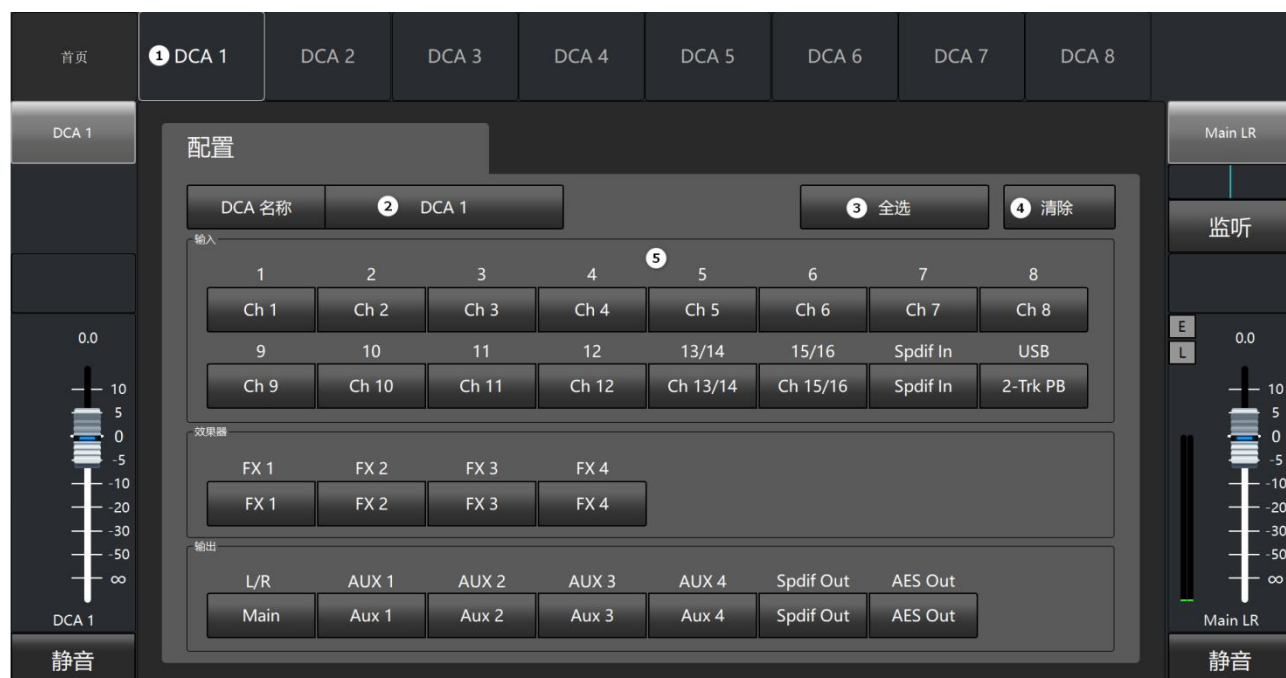 首页
1 DCA 1
DCA 2
DCA 3
DCA 4
DCA 5
DCA 6
DCA 7
DCA 8
DCA 1
配置
Main LR
DCA 名称
2 DCA 1
3 全选
4 清除
监听
输入
5
1 2 3 4 5 6 7 8
Ch 1 Ch 2 Ch 3 Ch 4 Ch 5 Ch 6 Ch 7 Ch 8
9 10 11 12 13/14 15/16 Spdif In USB
Ch 9 Ch 10 Ch 11 Ch 12 Ch 13/14 Ch 15/16 Spdif In 2-Trk PB
效果器
FX 1 FX 2 FX 3 FX 4
FX 1 FX 2 FX 3 FX 4
输出
L/R AUX 1 AUX 2 AUX 3 AUX 4 Spdif Out AES Out
Main Aux 1 Aux 2 Aux 3 Aux 4 Spdif Out AES Out
0.0
10
5
0
-5
-10
-20
-30
-50
∞
DCA 1
静音
E
L
0.0
10
5
0
-5
-10
-20
-30
-50
∞
Main LR
静音